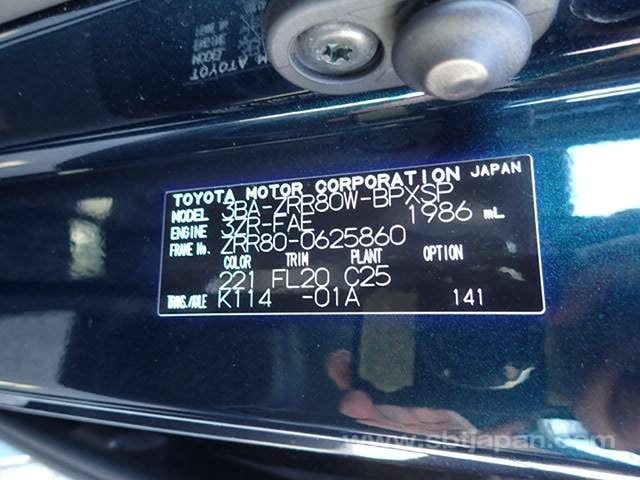 TOYOTA MOTOR CORPORATION JAPAN
MODEL 3BA-ZRR80W-BPXSP
ENGINE 3ZR-FAE 1986 mL
FRAME No. ZRR80-0625860
COLOR TRIM PLANT OPTION
221 FL20 C25
TRANS./AXLE K114 -01A 141
www.sbtjapan.com